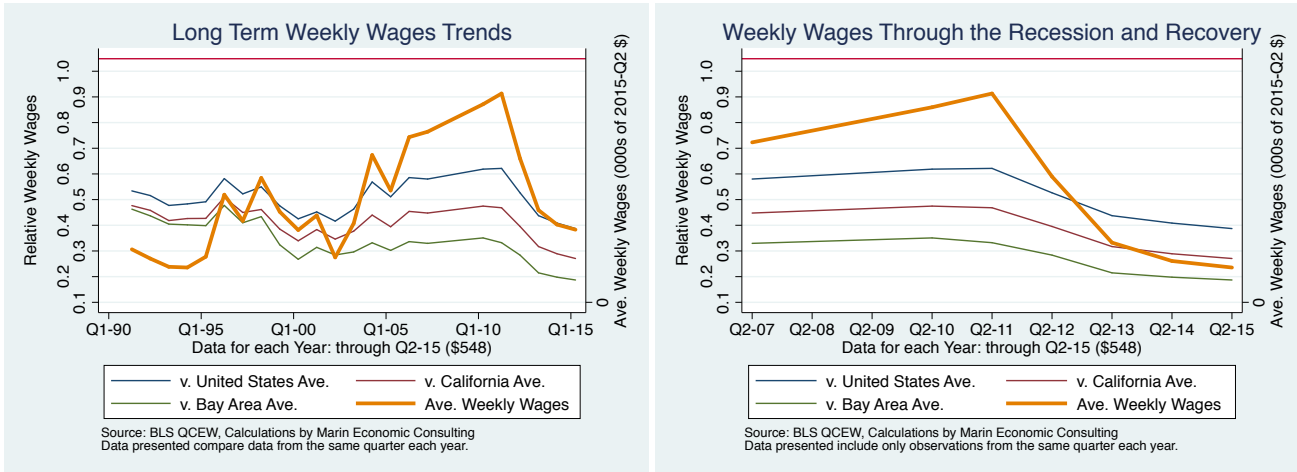 Long Term Weekly Wages Trends
Relative Weekly Wages
1.0
0.9
0.8
0.7
0.6
0.5
0.4
0.3
0.2
0.1
Ave. Weekly Wages (000s of 2015-Q2 $)
0
Q1-90 Q1-95 Q1-00 Q1-05 Q1-10 Q1-15
Data for each Year: through Q2-15 ($548)
v. United States Ave. v. California Ave.
v. Bay Area Ave. Ave. Weekly Wages
Source: BLS QCEW, Calculations by Marin Economic Consulting
Data presented compare data from the same quarter each year.
Weekly Wages Through the Recession and Recovery
Relative Weekly Wages
1.0
0.9
0.8
0.7
0.6
0.5
0.4
0.3
0.2
0.1
Ave. Weekly Wages (000s of 2015-Q2 $)
0
Q2-07 Q2-08 Q2-09 Q2-10 Q2-11 Q2-12 Q2-13 Q2-14 Q2-15
Data for each Year: through Q2-15 ($548)
v. United States Ave. v. California Ave.
v. Bay Area Ave. Ave. Weekly Wages
Source: BLS QCEW, Calculations by Marin Economic Consulting
Data presented include only observations from the same quarter each year.